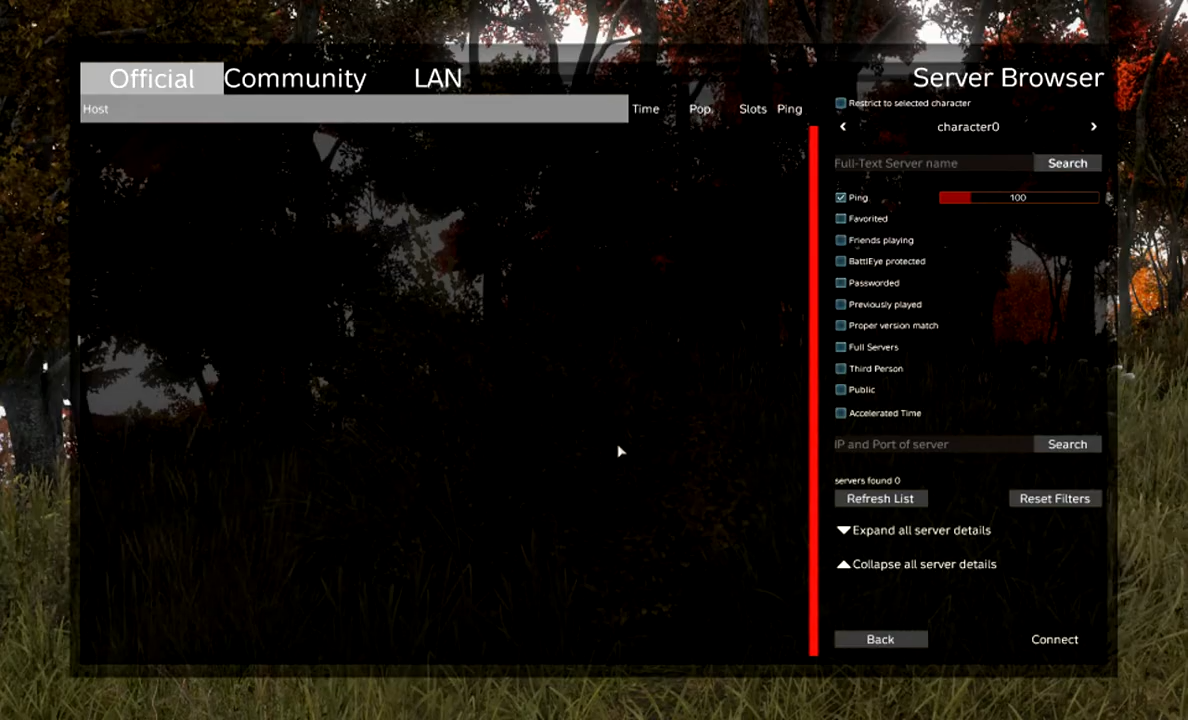 Official Community LAN Server Browser
Host Time Pop. Slots Ping
Restrict to selected character
character0
Full-Text Server name Search
Ping 100
Favorited
Friends playing
BattlEye protected
Passworded
Previously played
Proper version match
Full Servers
Third Person
Public
Accelerated Time
IP and Port of server Search
servers found 0
Refresh List Reset Filters
Expand all server details
Collapse all server details
Back Connect